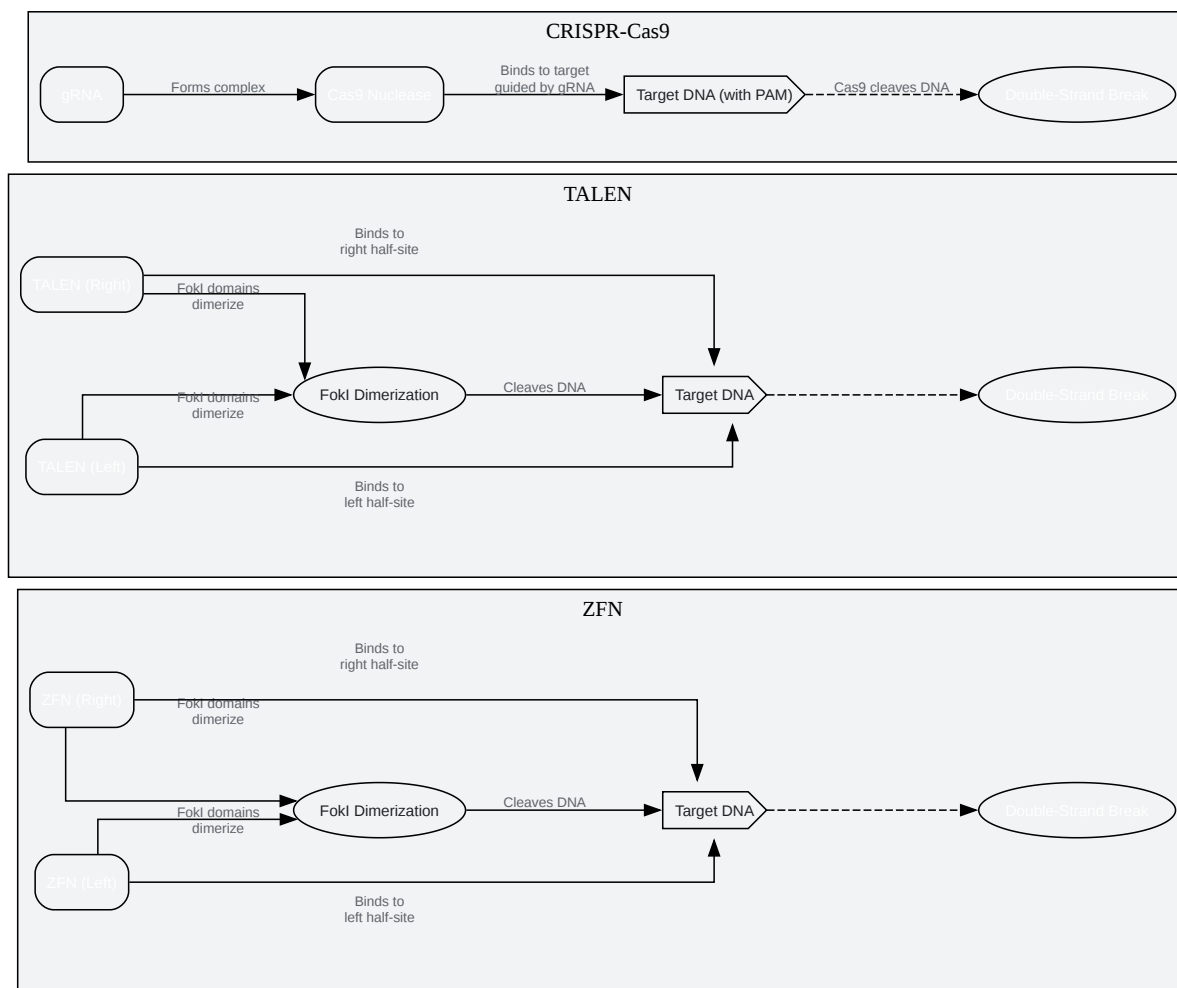 CRISPR-Cas9
gRNA
Forms complex
Cas9 Nuclease
Binds to target
guided by gRNA
Target DNA (with PAM)
Cas9 cleaves DNA
Double-Strand Break
TALEN
Binds to
right half-site
TALEN (Right)
FokI domains
dimerize
FokI domains
dimerize
FokI Dimerization
Cleaves DNA
Target DNA
Double-Strand Break
TALEN (Left)
Binds to
left half-site
ZFN
Binds to
right half-site
ZFN (Right)
FokI domains
dimerize
FokI domains
dimerize
FokI Dimerization
Cleaves DNA
Target DNA
Double-Strand Break
ZFN (Left)
Binds to
left half-site